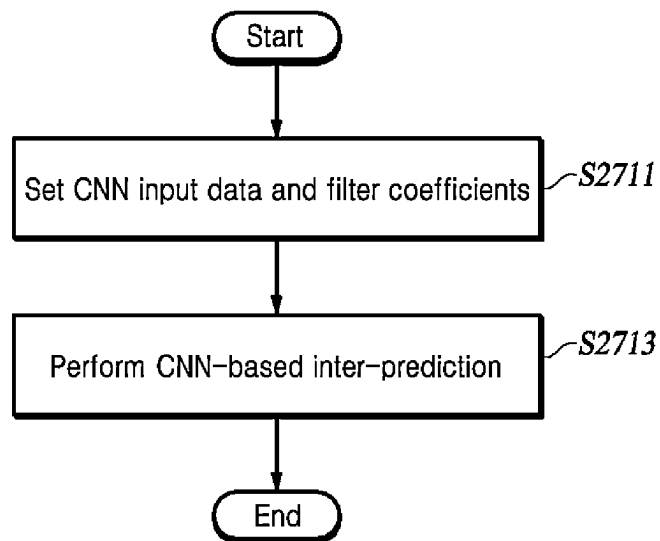 Start
Set CNN input data and filter coefficients
S2711
Perform CNN-based inter-prediction
S2713
End